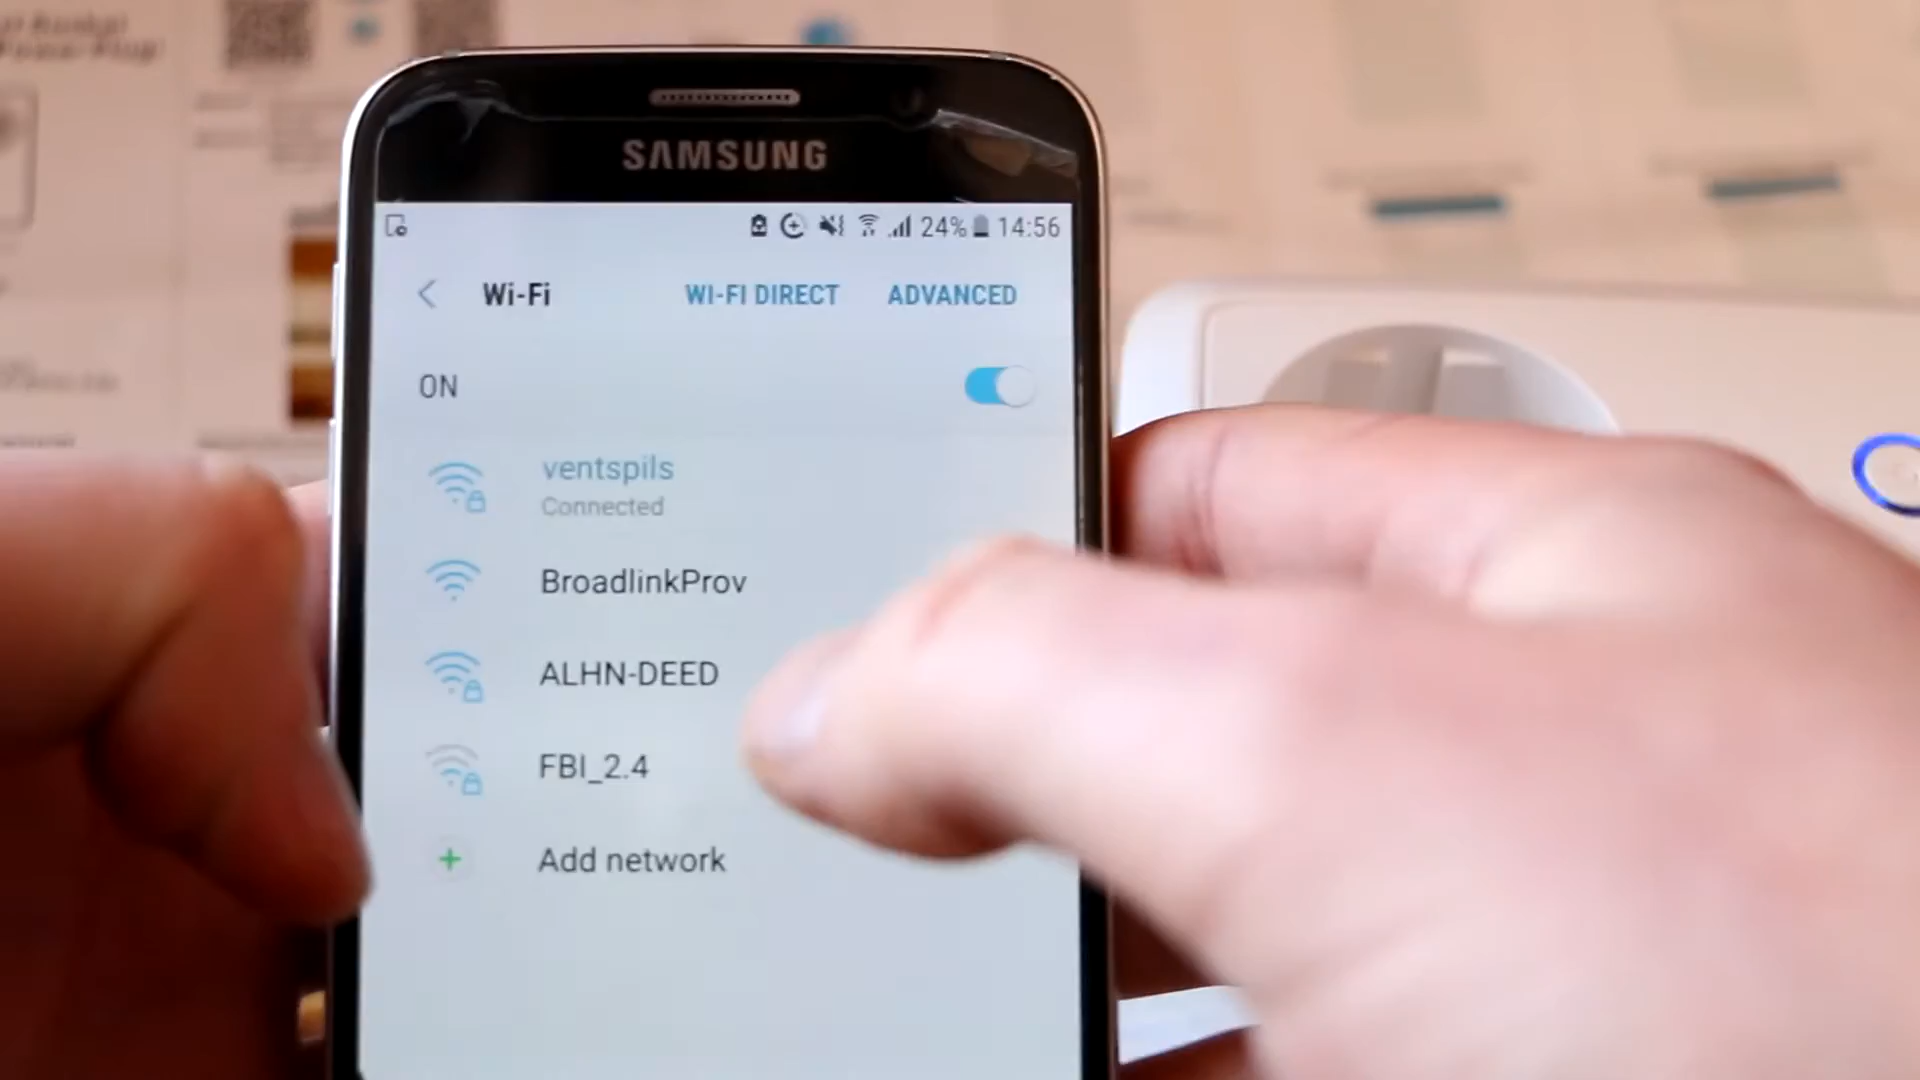 SAMSUNG
24% 14:56
Wi-Fi WI-FI DIRECT ADVANCED
ON
ventspils
Connected
BroadlinkProv
ALHN-DEED
FBI_2.4
Add network